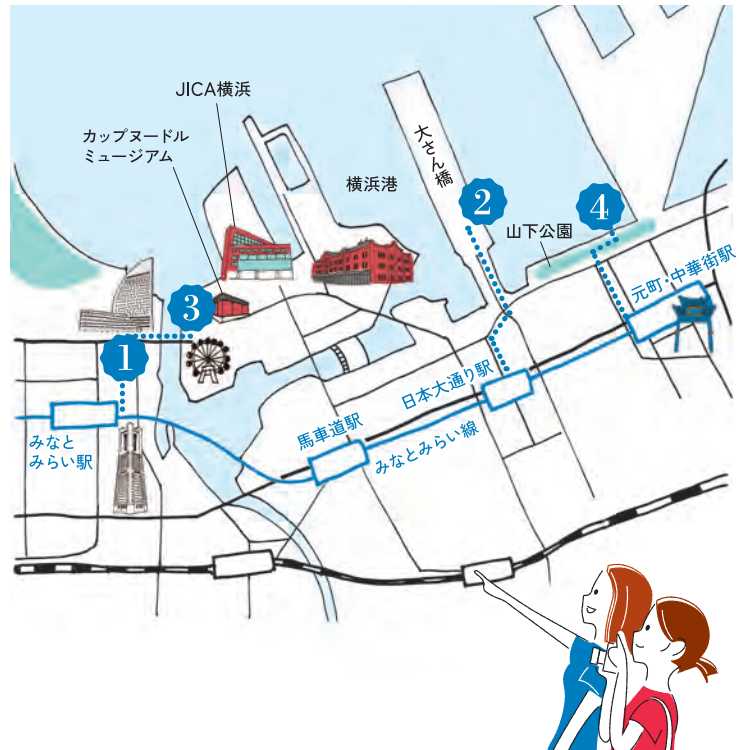 JICA横浜
カップヌードル
ミュージアム
横浜港
大さん橋
2
4
山下公園
元町・中華街駅
3
1
日本大通り駅
馬車道駅
みなとみらい線
みなと
みらい駅